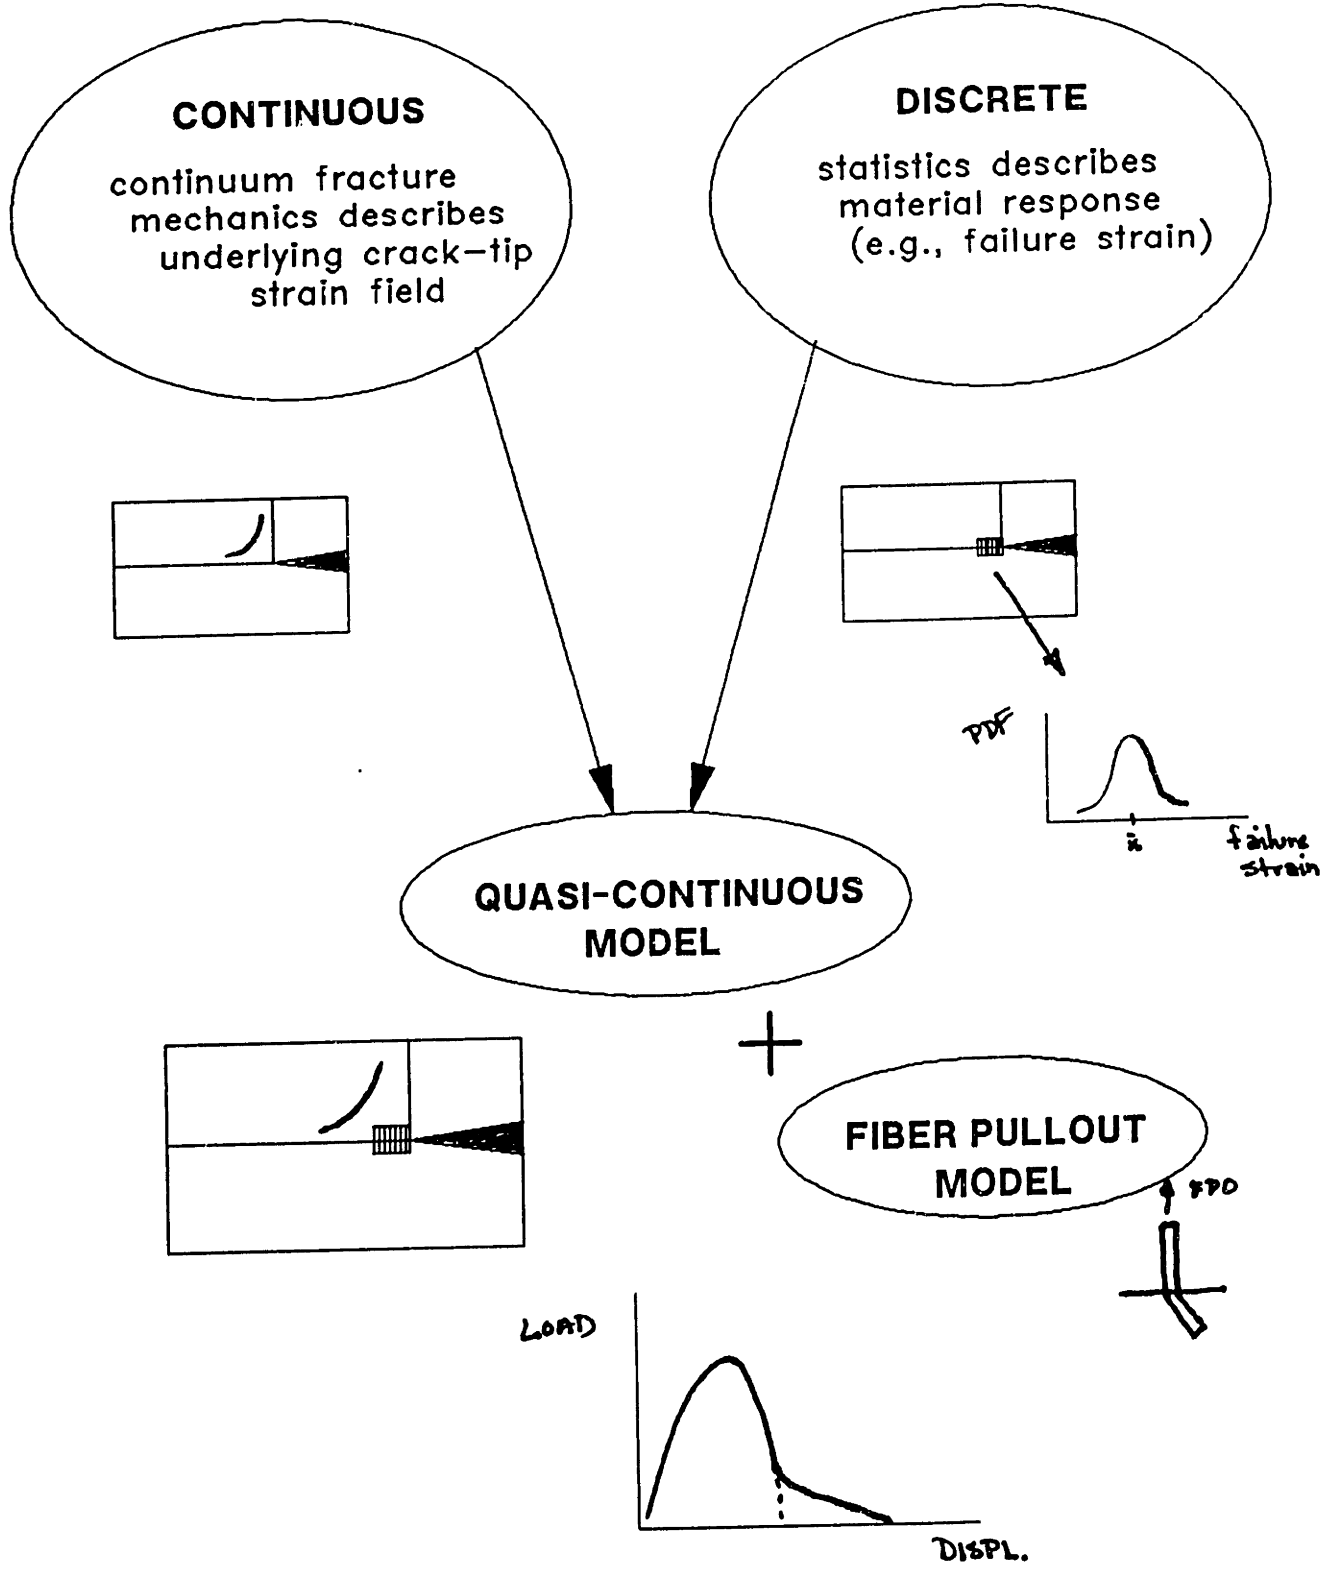 CONTINUOUS
continuum fracture
mechanics describes
underlying crack-tip
strain field
DISCRETE
statistics describes
material response
(e.g., failure strain)
PDF
x̄
failure
strain
QUASI-CONTINUOUS
MODEL
+
FIBER PULLOUT
MODEL
FPO
LOAD
DISPL.